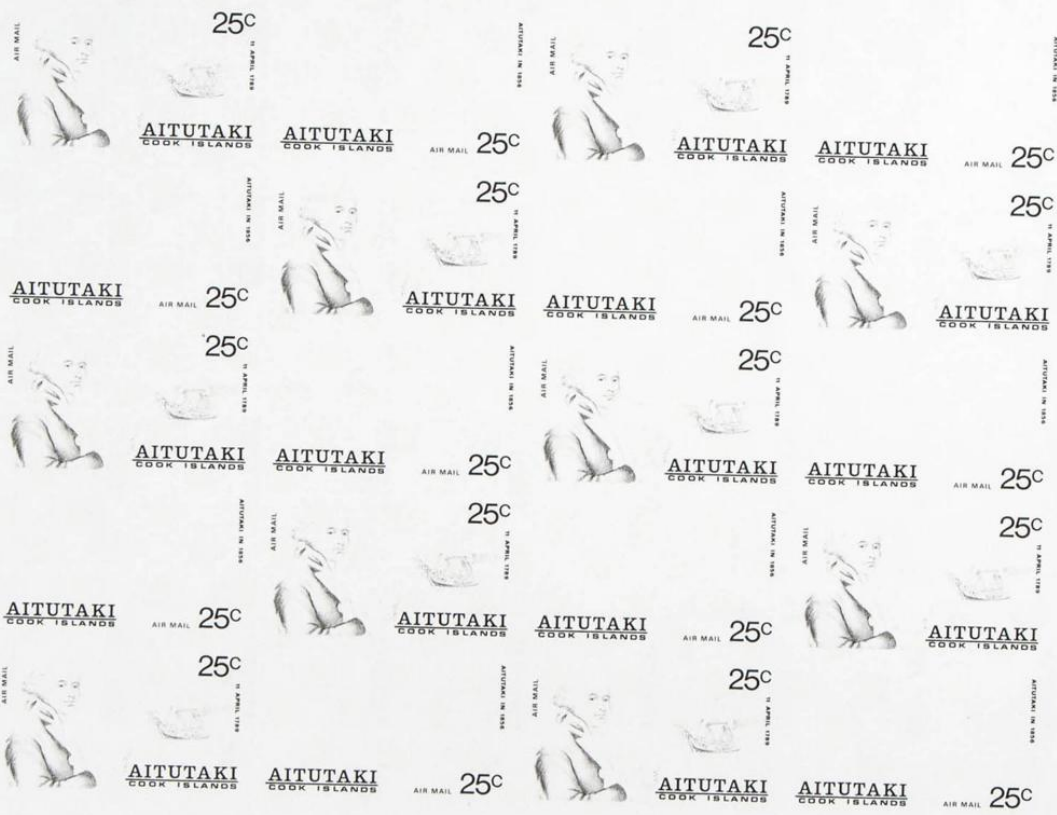 AIR MAIL
25C
11 APRIL 1789
AITUTAKI
COOK ISLANDS
AITUTAKI IN 1856
AITUTAKI
COOK ISLANDS
AIR MAIL 25C
AIR MAIL
25C
11 APRIL 1789
AITUTAKI
COOK ISLANDS
AITUTAKI IN 1856
AITUTAKI
COOK ISLANDS
AIR MAIL 25C
AITUTAKI IN 1856
AITUTAKI
COOK ISLANDS
AIR MAIL 25C
AIR MAIL
25C
11 APRIL 1789
AITUTAKI
COOK ISLANDS
AITUTAKI IN 1856
AITUTAKI
COOK ISLANDS
AIR MAIL 25C
AIR MAIL
25C
11 APRIL 1789
AITUTAKI
COOK ISLANDS
AIR MAIL
25C
11 APRIL 1789
AITUTAKI
COOK ISLANDS
AITUTAKI IN 1856
AITUTAKI
COOK ISLANDS
AIR MAIL 25C
AIR MAIL
25C
11 APRIL 1789
AITUTAKI
COOK ISLANDS
AITUTAKI IN 1856
AITUTAKI
COOK ISLANDS
AIR MAIL 25C
AITUTAKI IN 1856
AITUTAKI
COOK ISLANDS
AIR MAIL 25C
AIR MAIL
25C
11 APRIL 1789
AITUTAKI
COOK ISLANDS
AITUTAKI IN 1856
AITUTAKI
COOK ISLANDS
AIR MAIL 25C
AIR MAIL
25C
11 APRIL 1789
AITUTAKI
COOK ISLANDS
AIR MAIL
25C
11 APRIL 1789
AITUTAKI
COOK ISLANDS
AITUTAKI IN 1856
AITUTAKI
COOK ISLANDS
AIR MAIL 25C
AIR MAIL
25C
11 APRIL 1789
AITUTAKI
COOK ISLANDS
AITUTAKI IN 1856
AITUTAKI
COOK ISLANDS
AIR MAIL 25C